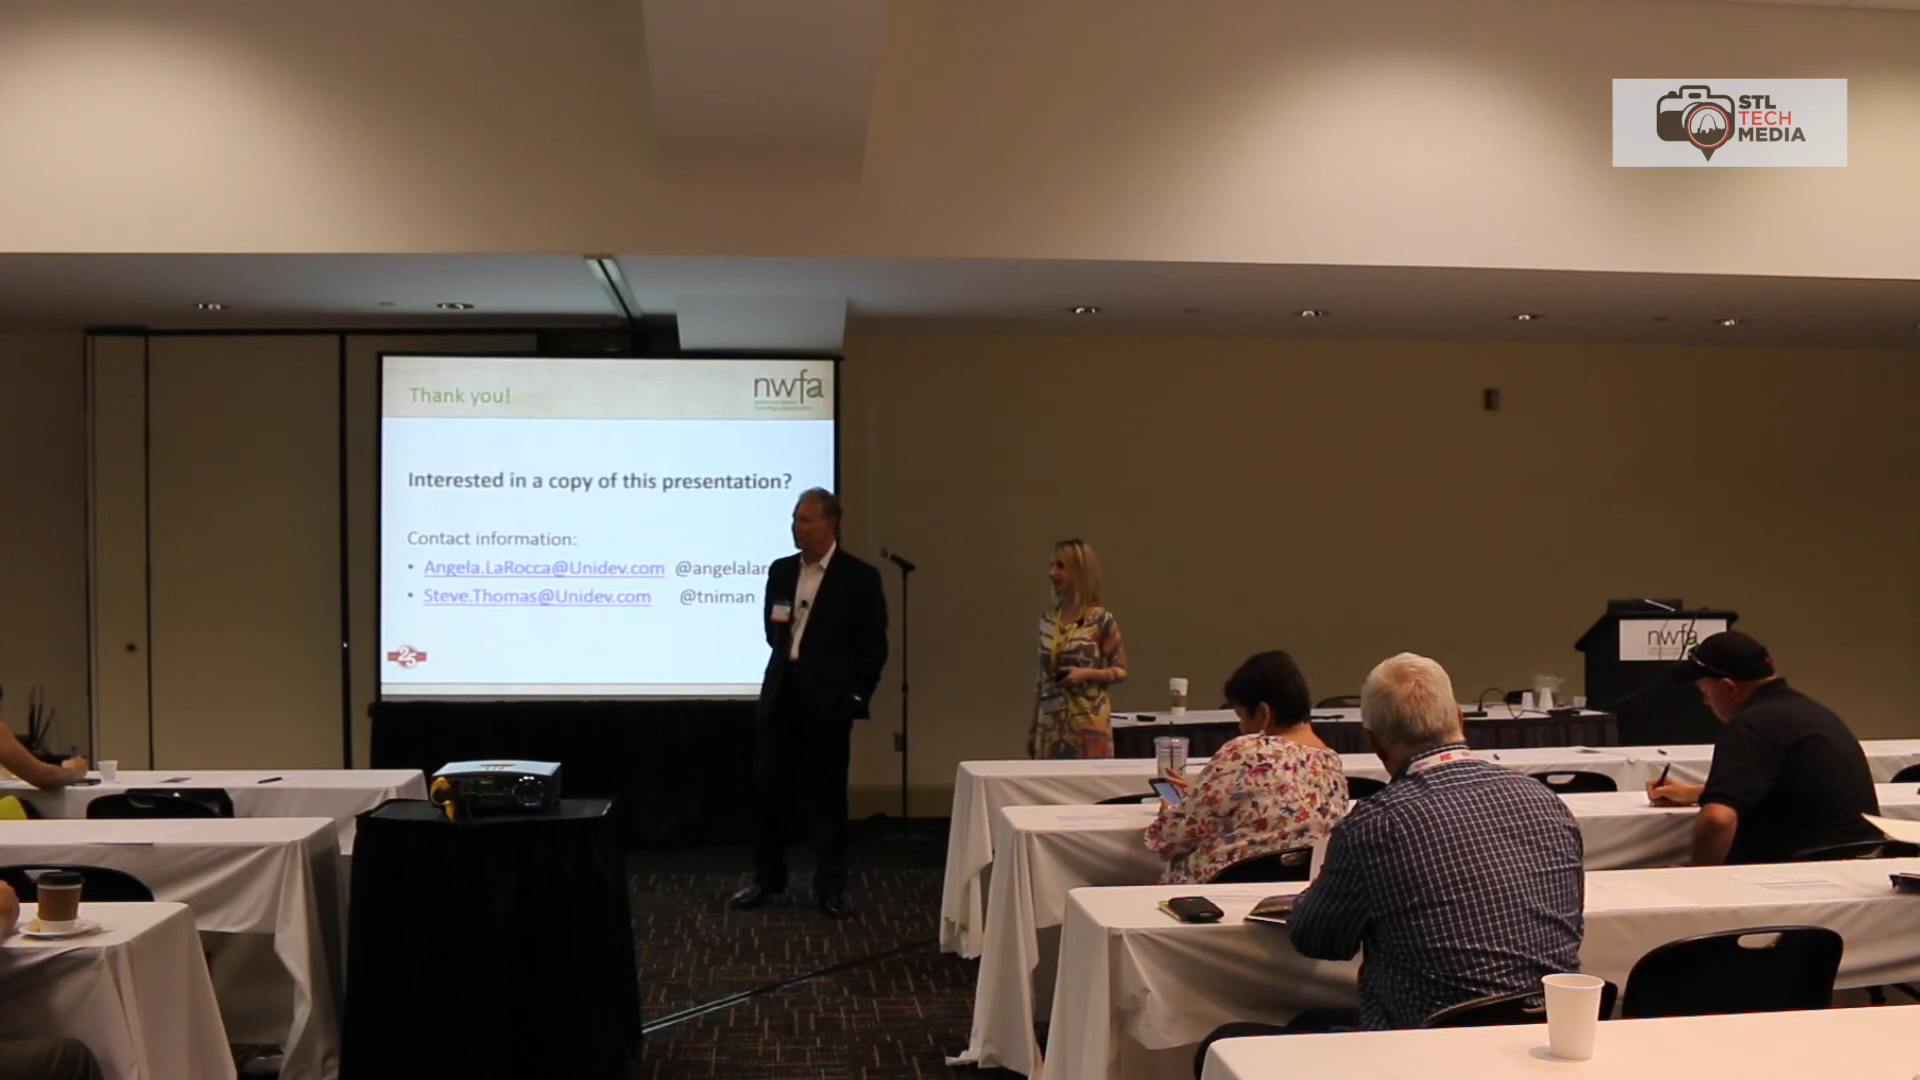 STL
TECH
MEDIA
Thank you!
nwfa
Interested in a copy of this presentation?
Contact information:
• Angela.LaRocca@Unidev.com @angelalar
• Steve.Thomas@Unidev.com @tniman
25
nwfa